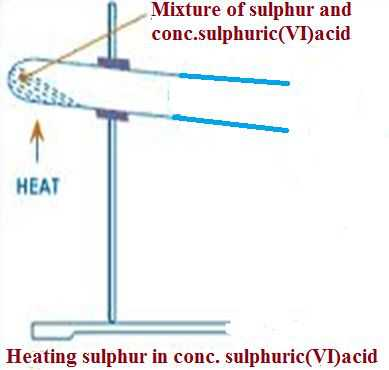 Mixture of sulphur and
conc.sulphuric(VI)acid
HEAT
Heating sulphur in conc. sulphuric(VI)acid